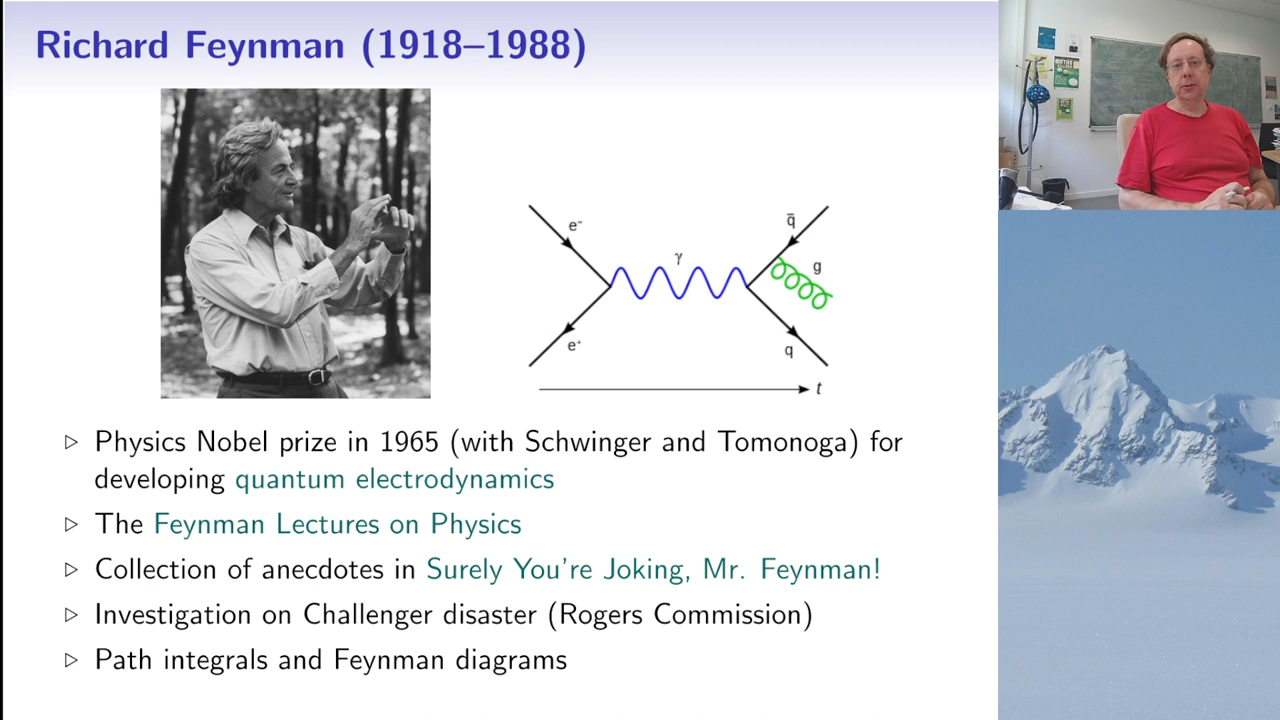 Richard Feynman (1918–1988)
e⁻
e⁺
γ
q̄
g
q
t
▷ Physics Nobel prize in 1965 (with Schwinger and Tomonoga) for
developing quantum electrodynamics
▷ The Feynman Lectures on Physics
▷ Collection of anecdotes in Surely You're Joking, Mr. Feynman!
▷ Investigation on Challenger disaster (Rogers Commission)
▷ Path integrals and Feynman diagrams